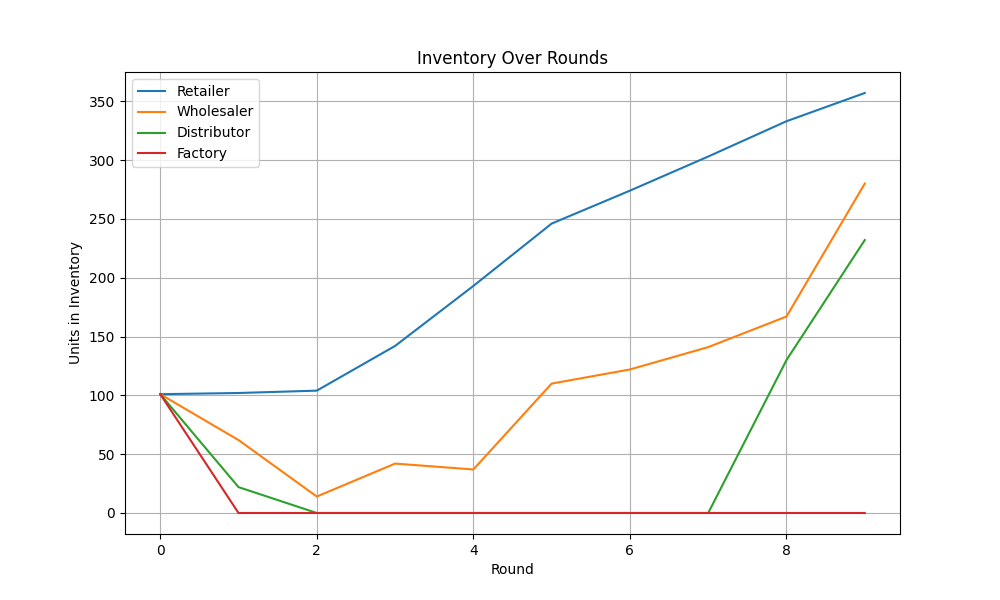 Inventory Over Rounds
Retailer
Wholesaler
Distributor
Factory
Units in Inventory
350
300
250
200
150
100
50
0
0 2 4 6 8
Round